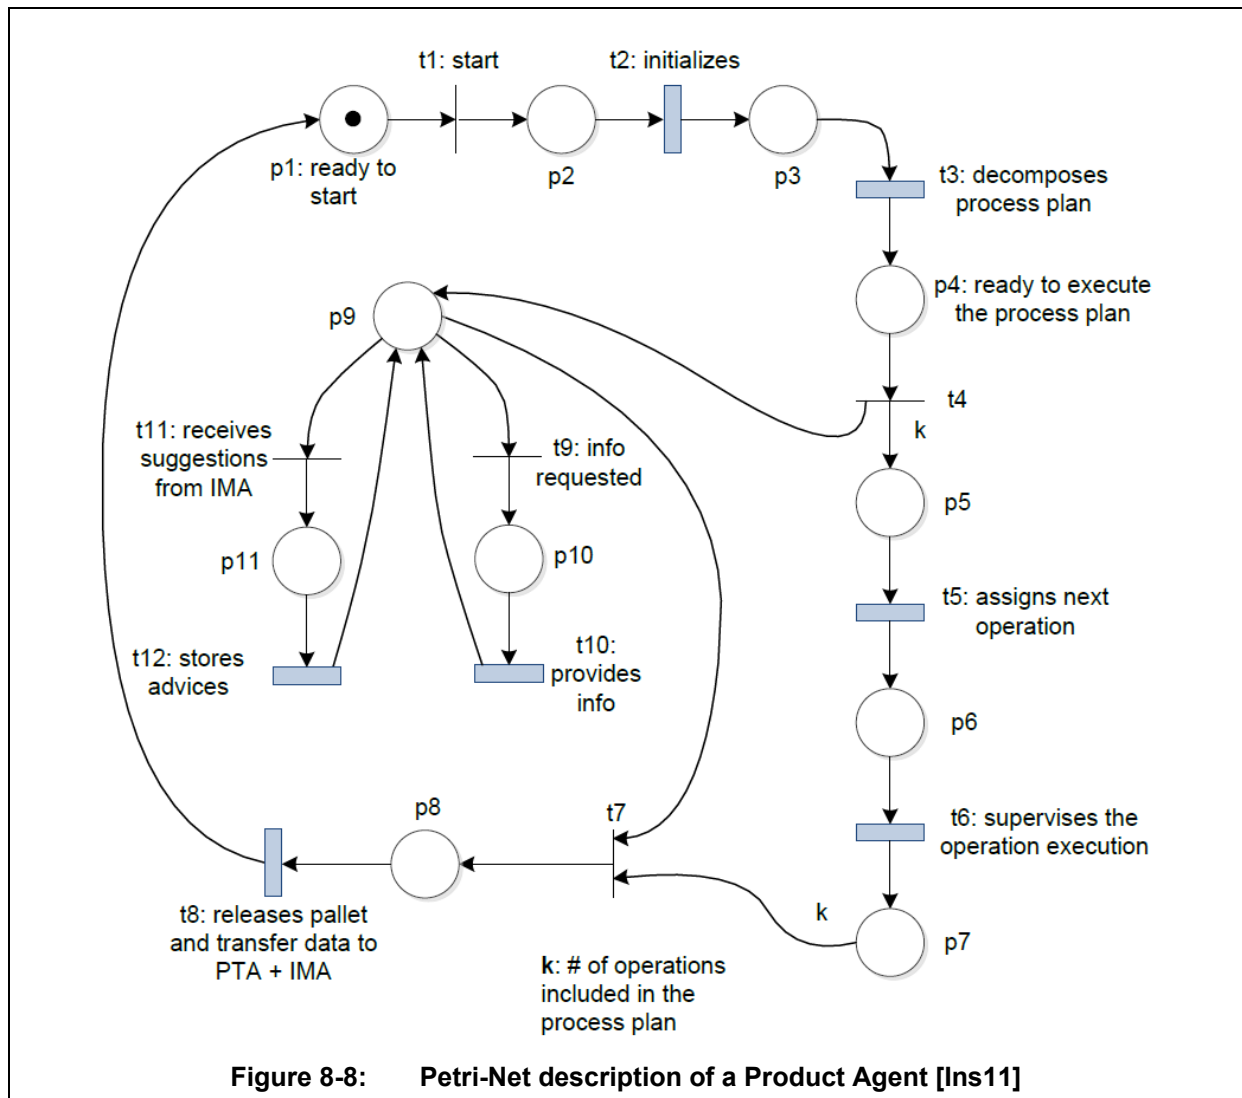 t1: start
t2: initializes
p1: ready to
start
p2
p3
t3: decomposes
process plan
p4: ready to execute
the process plan
p9
t4
k
t11: receives
suggestions
from IMA
t9: info
requested
p5
p11
p10
t5: assigns next
operation
t12: stores
advices
t10:
provides
info
p6
p8
t7
t6: supervises the
operation execution
t8: releases pallet
and transfer data to
PTA + IMA
k
p7
k: # of operations
included in the
process plan
Figure 8-8: Petri-Net description of a Product Agent [Ins11]